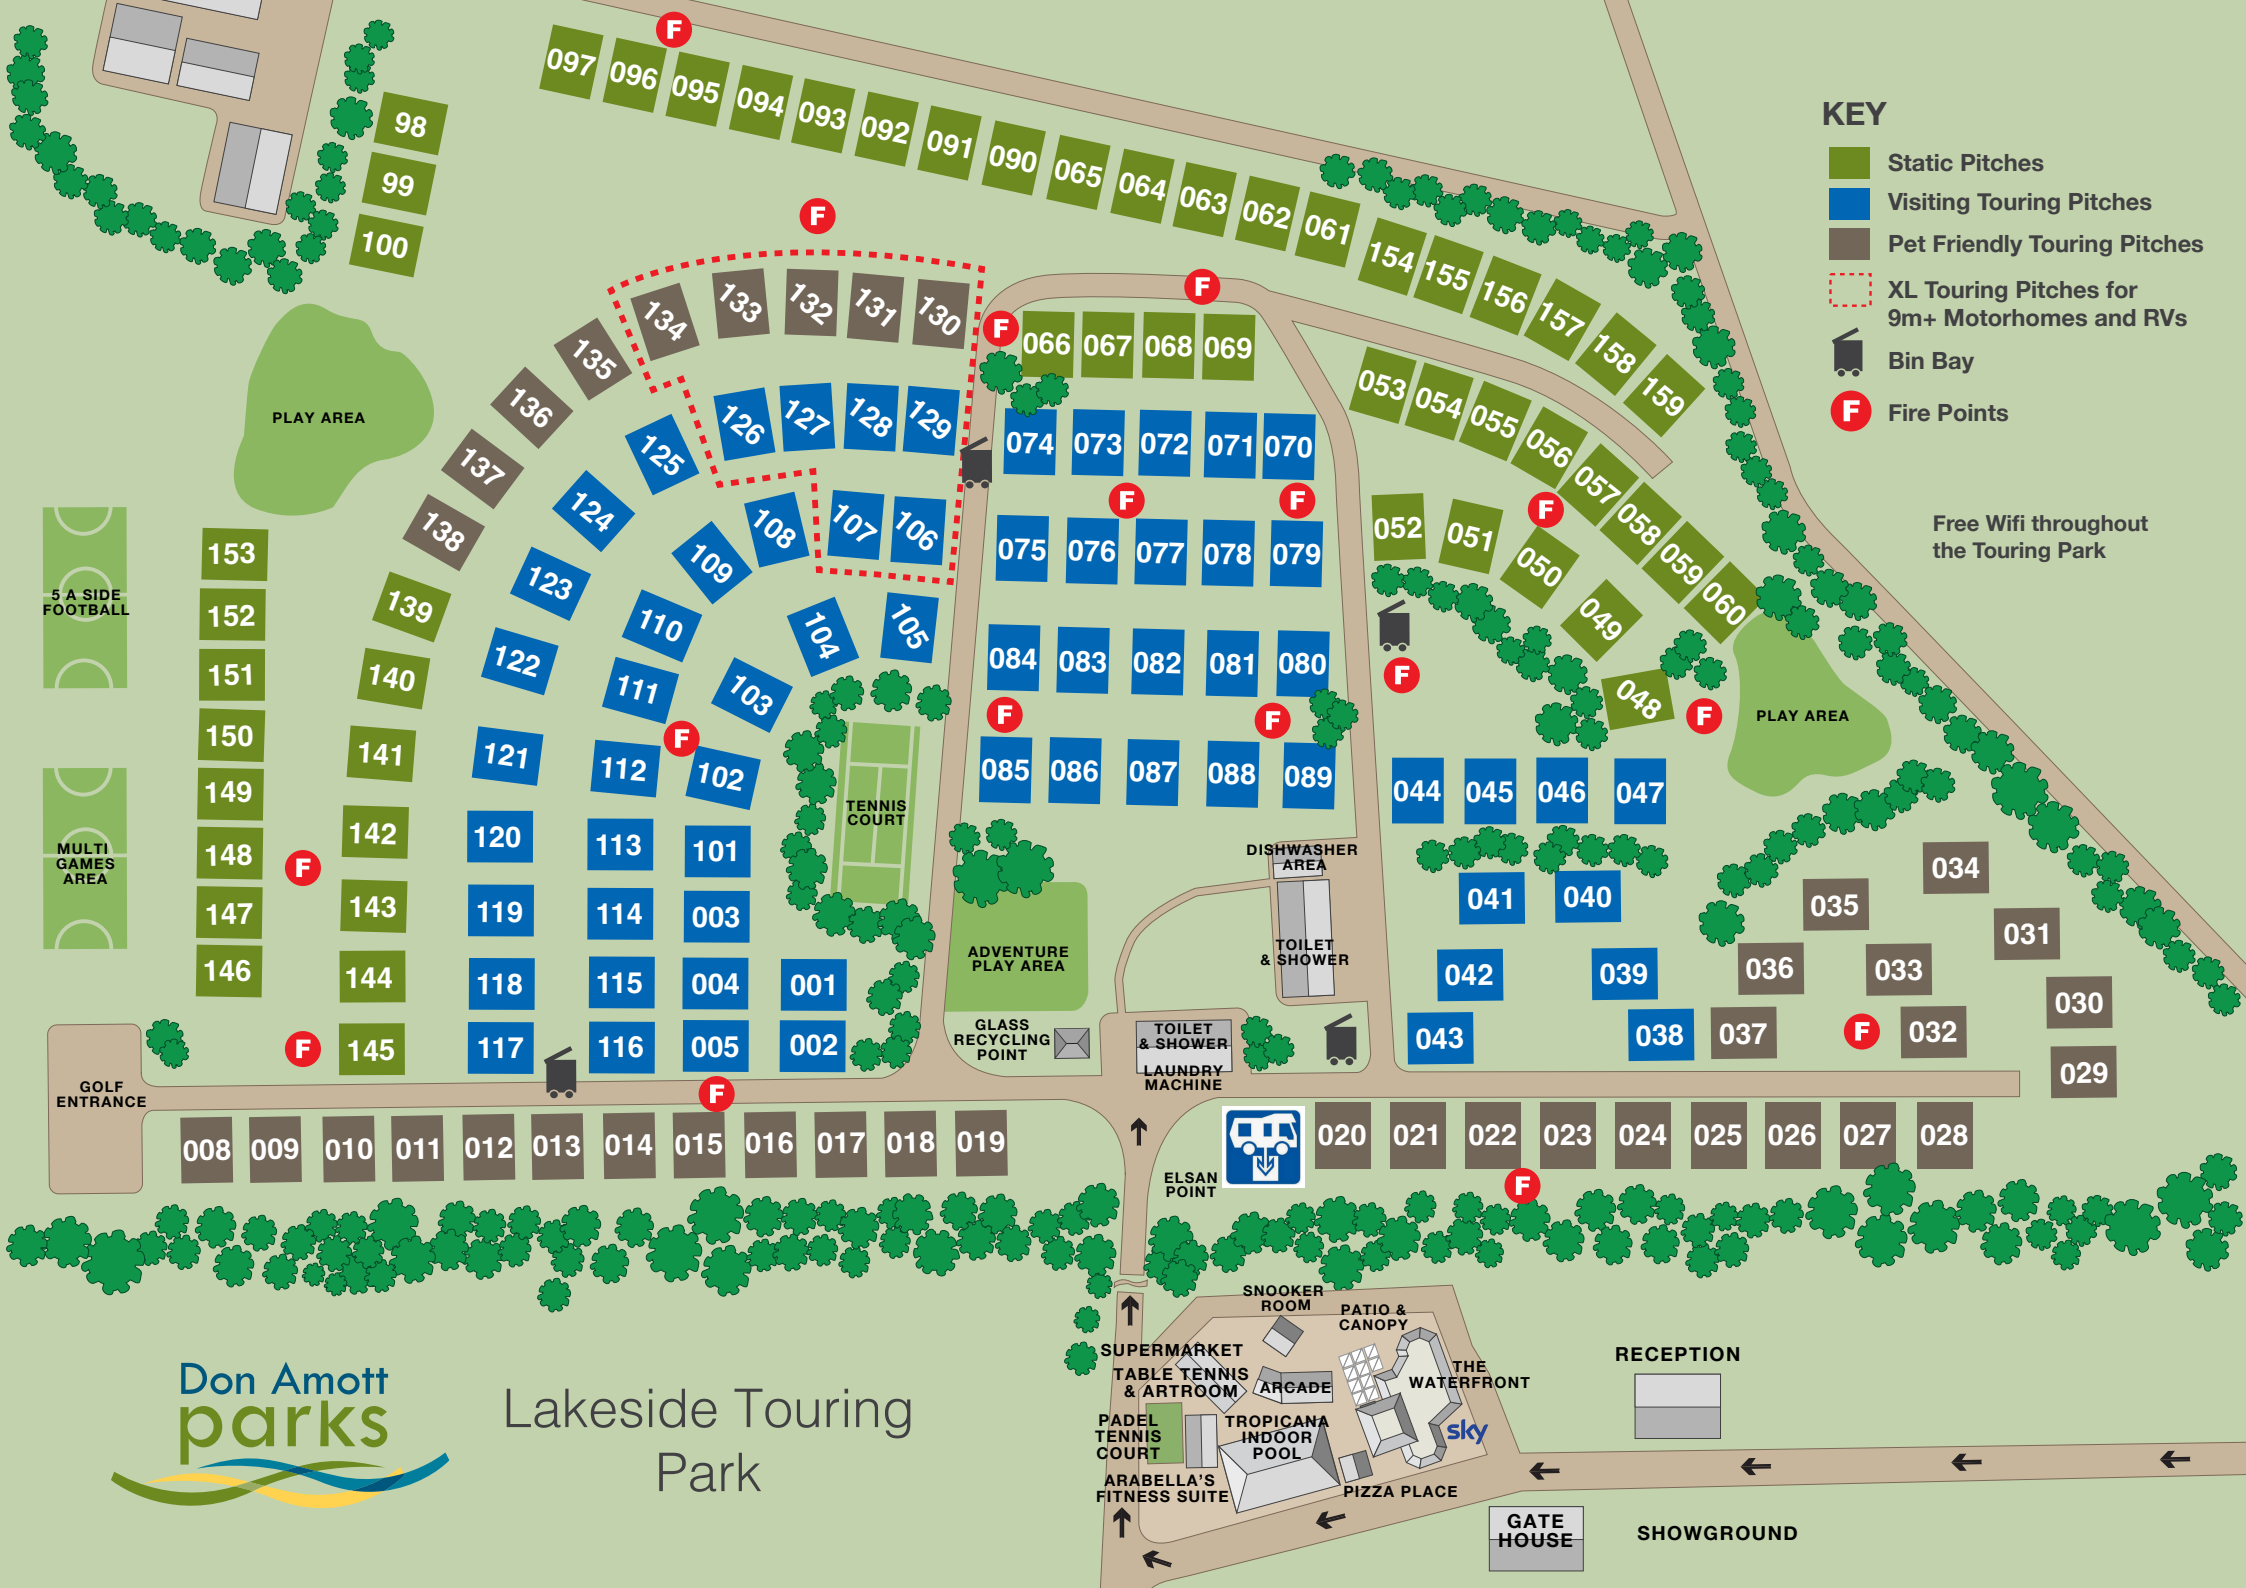 KEY
Static Pitches
Visiting Touring Pitches
Pet Friendly Touring Pitches
XL Touring Pitches for
9m+ Motorhomes and RVs
Bin Bay
F Fire Points
Free Wifi throughout
the Touring Park
F
097 096 095 094 093 092 091 090 065 064 063 062 061 154 155 156 157 158 159
98
99
100
F
F
134 133 132 131 130
F
066 067 068 069
135
136
137
138
139
140
141
142
143
144
145
053 054 055 056 057 058 059 060
126 127 128 129
125
124
123
122
121
120
119
118
117
074 073 072 071 070
F F
107 106
108
109
110
111
112
113
114
115
116
075 076 077 078 079
052 051 050 049 048
F
F
F
104 105
103
102
101
003
004
005
001
002
F
084 083 082 081 080
F F
085 086 087 088 089
PLAY AREA
5 A SIDE
FOOTBALL
MULTI
GAMES
AREA
153
152
151
150
149
148
147
146
F
F
TENNIS
COURT
PLAY AREA
044 045 046 047
041 040
042 039
043 038
034
035
031
036 033
030
037 F 032
029
DISHWASHER
AREA
TOILET
& SHOWER
ADVENTURE
PLAY AREA
GLASS
RECYCLING
POINT
TOILET
& SHOWER
LAUNDRY
MACHINE
GOLF
ENTRANCE
F
008 009 010 011 012 013 014 015 016 017 018 019
ELSAN
POINT
020 021 022 023 024 025 026 027 028
F
SNOOKER
ROOM
PATIO &
CANOPY
SUPERMARKET
TABLE TENNIS
& ARTROOM
ARCADE
THE
WATERFRONT
PADEL
TENNIS
COURT
TROPICANA
INDOOR
POOL
sky
ARABELLA'S
FITNESS SUITE
PIZZA PLACE
RECEPTION
GATE
HOUSE
SHOWGROUND
Don Amott
parks
Lakeside Touring
Park